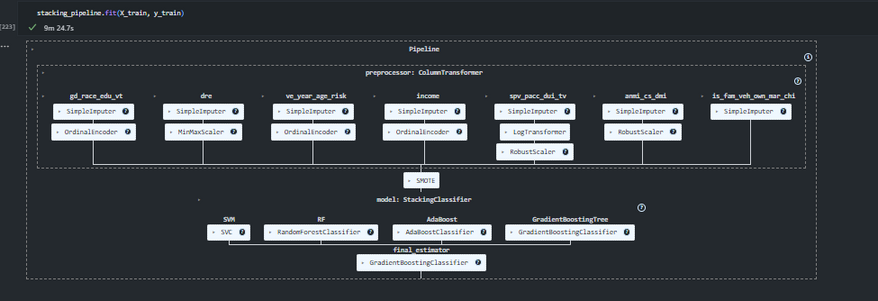 stacking_pipeline.fit(X_train, y_train)
[223]
9m 24.7s
Pipeline
preprocessor: ColumnTransformer
gd_race_edu_vt dre ve_year_age_risk income spv_pacc_dui_tv anmi_cs_dmi is_fam_veh_own_mar_chi
SimpleImputer ? SimpleImputer ? SimpleImputer ? SimpleImputer ? SimpleImputer ? SimpleImputer ? SimpleImputer ?
OrdinalEncoder ? MinMaxScaler ? OrdinalEncoder ? OrdinalEncoder ? LogTransformer RobustScaler ?
RobustScaler ?
SMOTE
model: StackingClassifier
SVM RF AdaBoost GradientBoostingTree
SVC ? RandomForestClassifier ? AdaBoostClassifier ? GradientBoostingClassifier ?
final_estimator
GradientBoostingClassifier ?